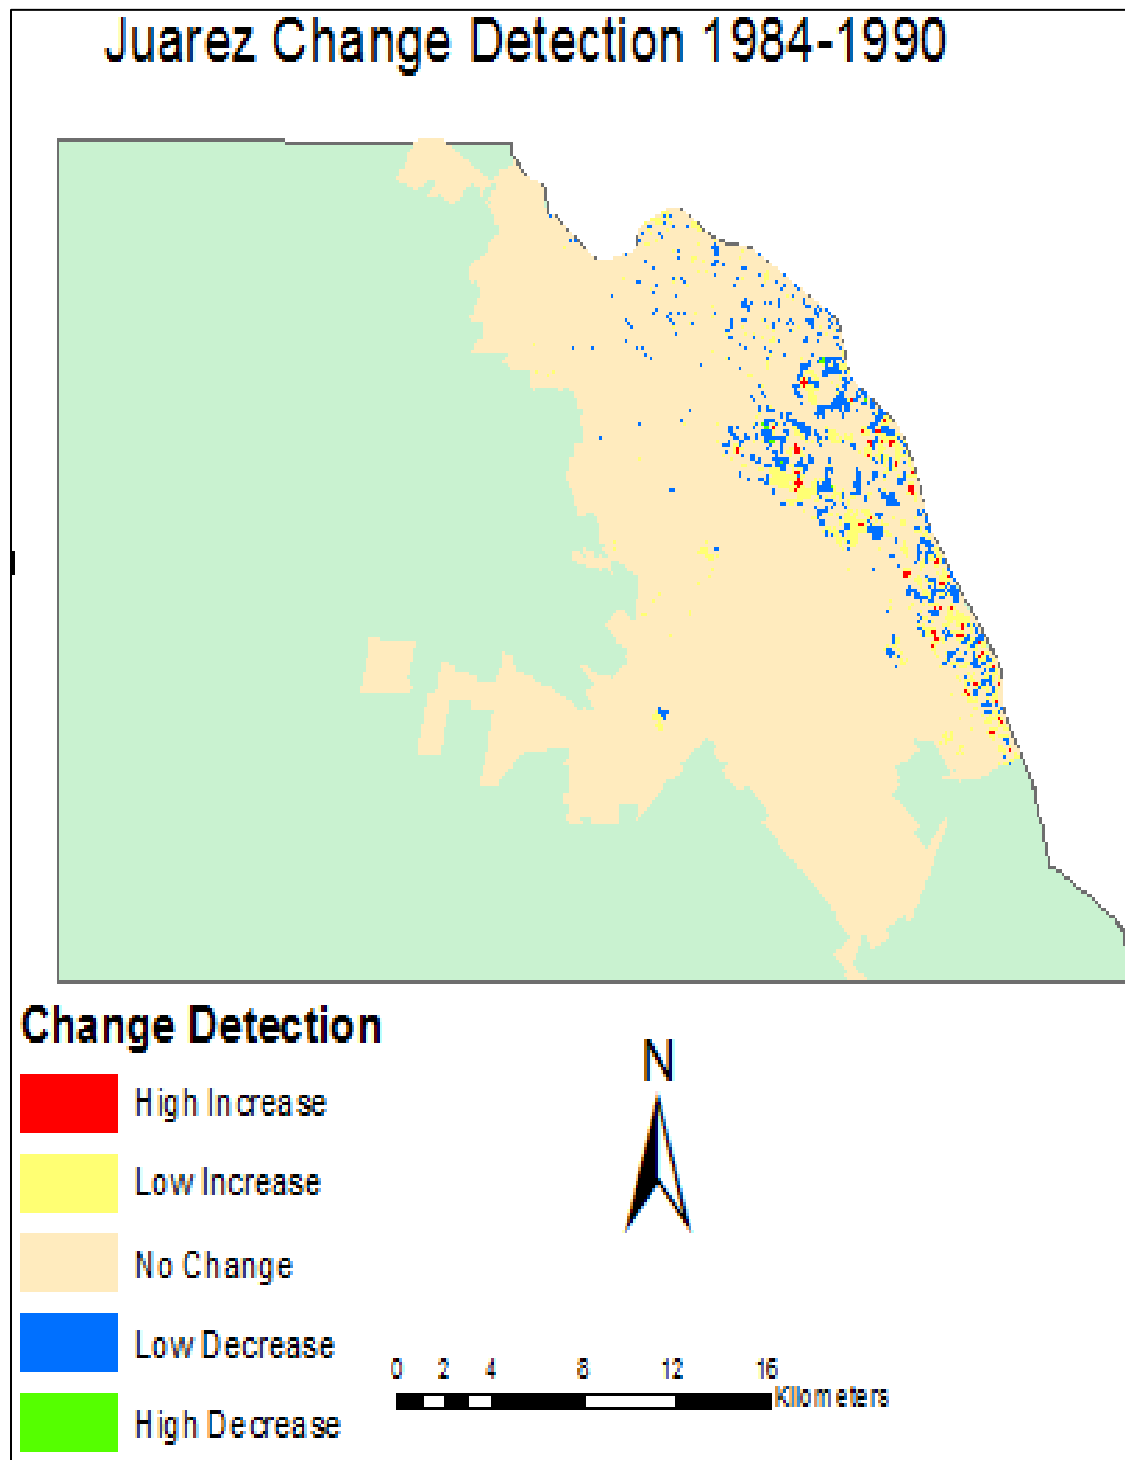 Juarez Change Detection 1984-1990
Change Detection
High Increase
Low Increase
No Change
Low Decrease
High Decrease
N
0 2 4 8 12 16
Kilometers